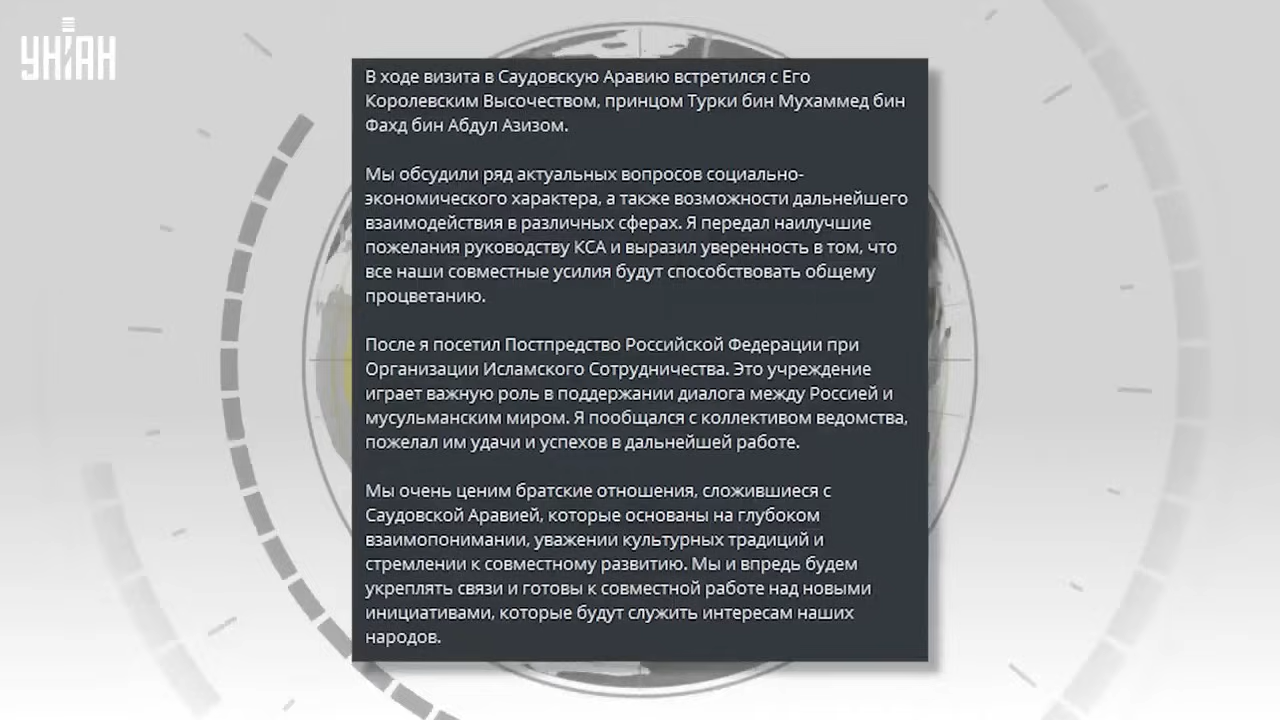 УНІАН
В ходе визита в Саудовскую Аравию встретился с Его
Королевским Высочеством, принцом Турки бин Мухаммед бин
Фахд бин Абдул Азизом.
Мы обсудили ряд актуальных вопросов социально-
экономического характера, а также возможности дальнейшего
взаимодействия в различных сферах. Я передал наилучшие
пожелания руководству КСА и выразил уверенность в том, что
все наши совместные усилия будут способствовать общему
процветанию.
После я посетил Постпредство Российской Федерации при
Организации Исламского Сотрудничества. Это учреждение
играет важную роль в поддержании диалога между Россией и
мусульманским миром. Я пообщался с коллективом ведомства,
пожелал им удачи и успехов в дальнейшей работе.
Мы очень ценим братские отношения, сложившиеся с
Саудовской Аравией, которые основаны на глубоком
взаимопонимании, уважении культурных традиций и
стремлении к совместному развитию. Мы и впредь будем
укреплять связи и готовы к совместной работе над новыми
инициативами, которые будут служить интересам наших
народов.